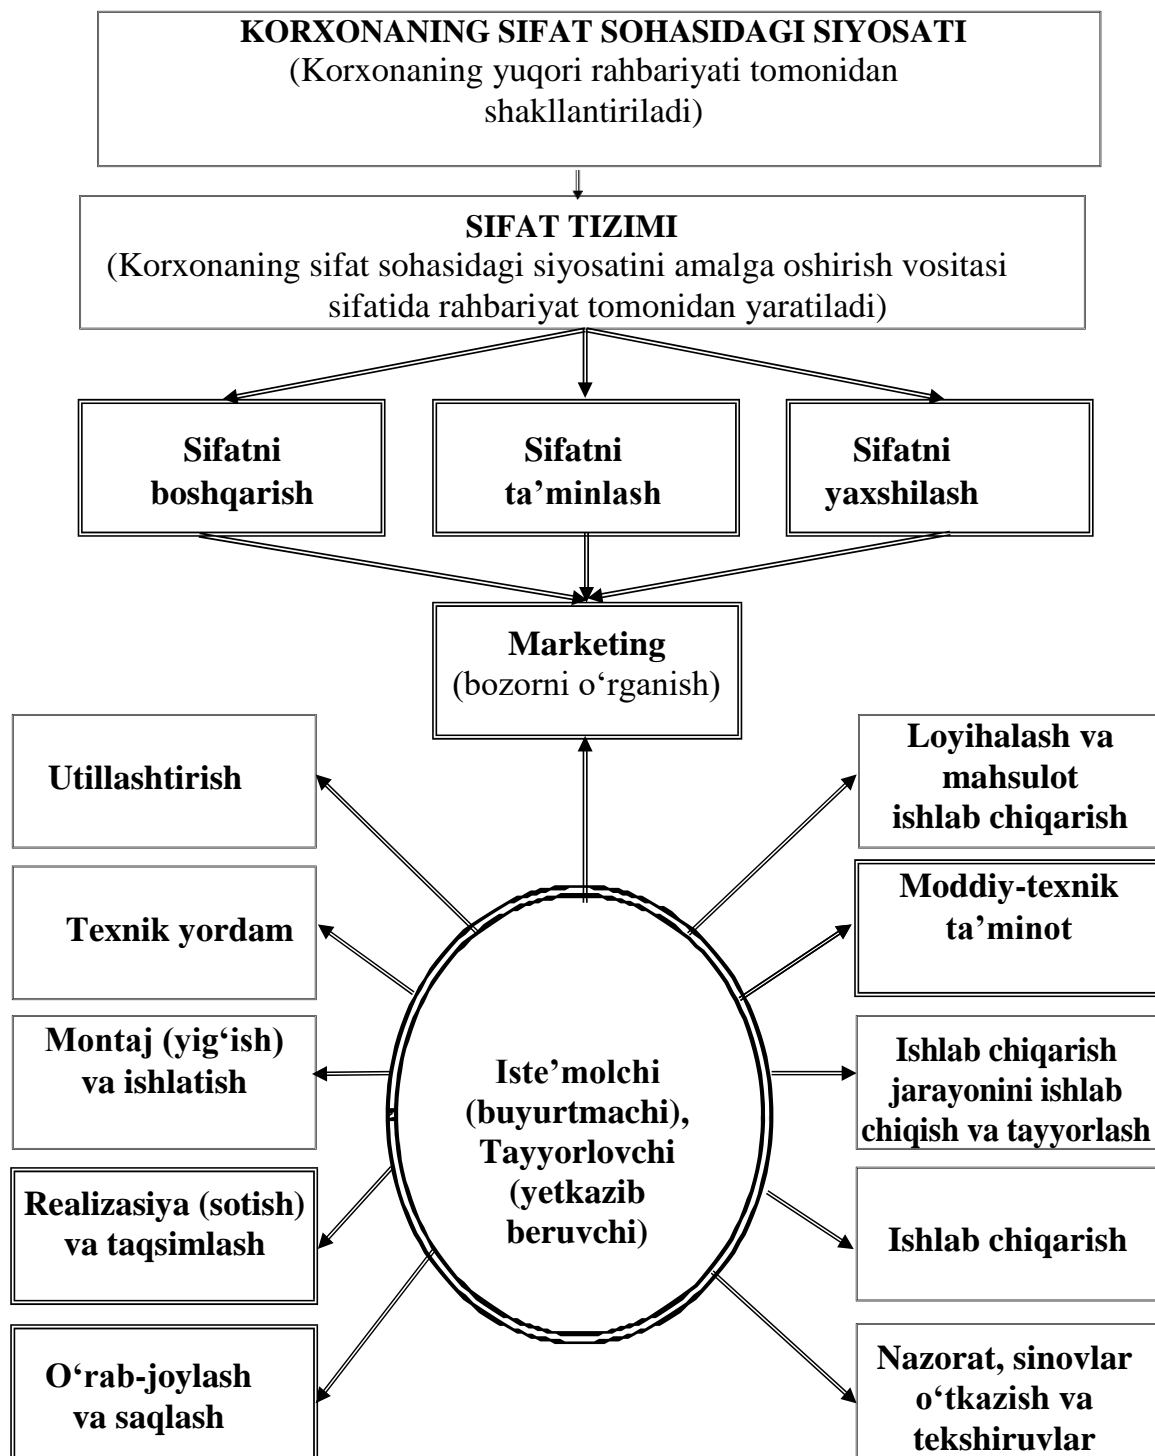 KORXONANING SIFAT SOHASIDAGI SIYOSATI
(Korxonaning yuqori rahbariyati tomonidan
shakllantiriladi)
SIFAT TIZIMI
(Korxonaning sifat sohasidagi siyosatini amalga oshirish vositasi
sifatida rahbariyat tomonidan yaratiladi)
Sifatni
boshqarish
Sifatni
ta’minlash
Sifatni
yaxshilash
Marketing
(bozorni o‘rganish)
Utillashtirish
Texnik yordam
Montaj (yig‘ish)
va ishlatish
Realizasiya (sotish)
va taqsimlash
O‘rab-joylash
va saqlash
Iste’molchi
(buyurtmachi),
Tayyorlovchi
(yetkazib
beruvchi)
Loyihalash va
mahsulot
ishlab chiqarish
Moddiy-texnik
ta’minot
Ishlab chiqarish
jarayonini ishlab
chiqish va tayyorlash
Ishlab chiqarish
Nazorat, sinovlar
o‘tkazish va
tekshiruvlar